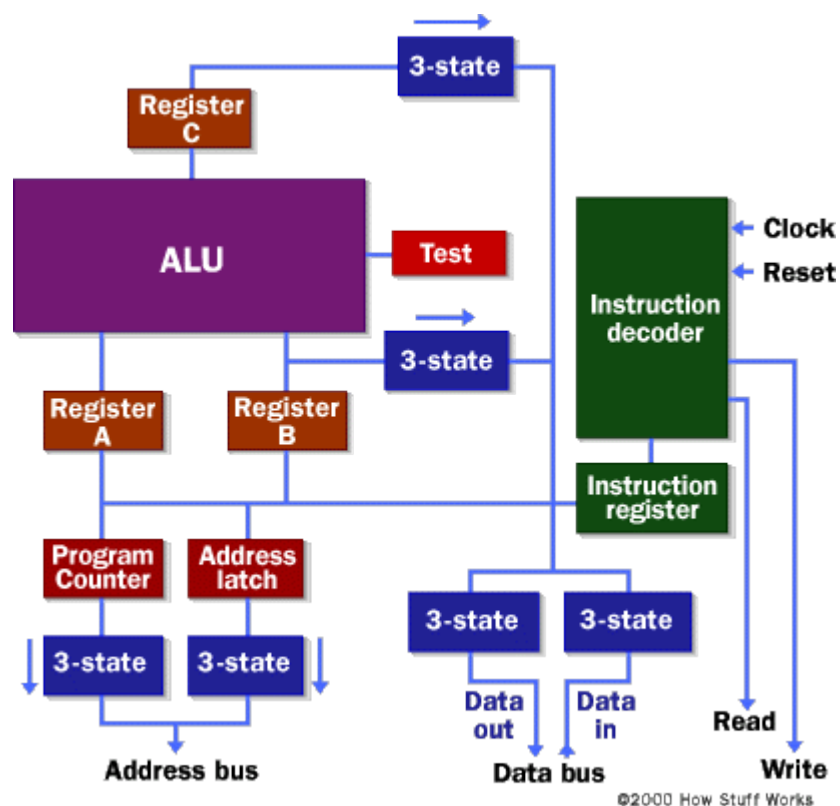 3-state
Register
C
ALU
Test
Clock
Reset
Instruction
decoder
3-state
Register
A
Register
B
Instruction
register
Program
Counter
Address
latch
3-state
3-state
3-state
3-state
Data
out
Data
in
Read
Address bus
Data bus
Write
©2000 How Stuff Works